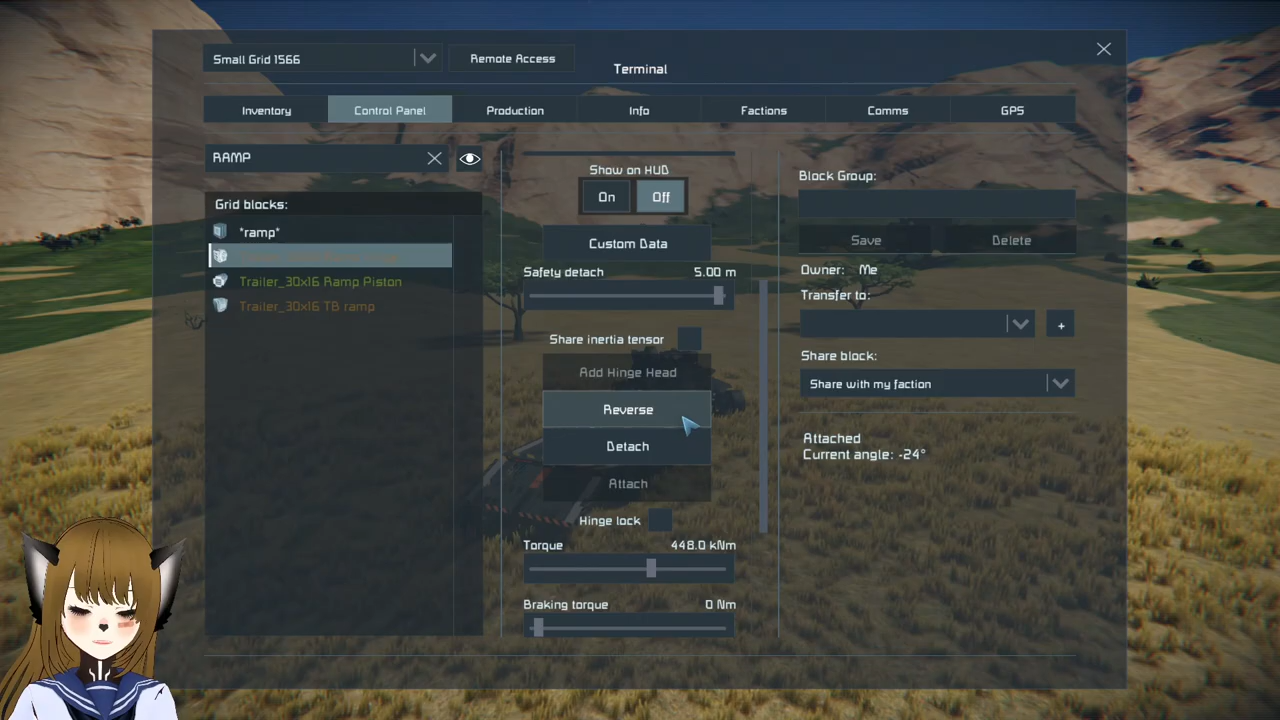 Small Grid 1566
Remote Access
Terminal
Inventory
Control Panel
Production
Info
Factions
Comms
GPS
RAMP
Grid blocks:
*ramp*
Trailer_30x16 Ramp Piston
Trailer_30x16 TB ramp
Show on HUD
On
Off
Custom Data
Safety detach
5.00 m
Share inertia tensor
Add Hinge Head
Reverse
Detach
Attach
Hinge lock
Torque
448.0 kNm
Braking torque
0 Nm
Block Group:
Save
Delete
Owner: Me
Transfer to:
+
Share block:
Share with my faction
Attached
Current angle: -24°